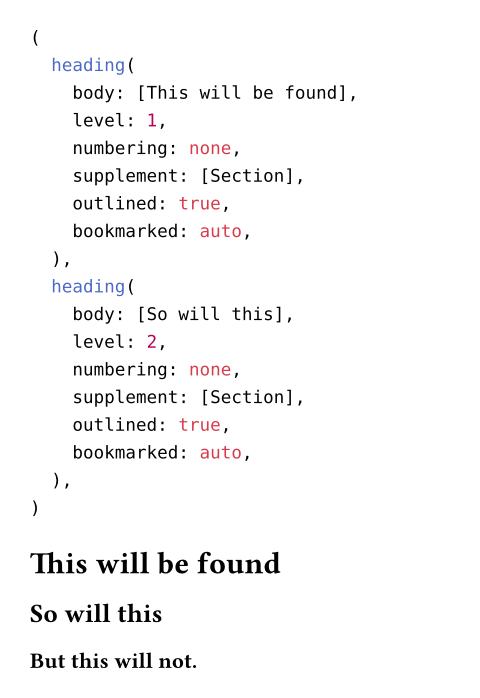 (
  heading(
    body: [This will be found],
    level: 1,
    numbering: none,
    supplement: [Section],
    outlined: true,
    bookmarked: auto,
  ),
  heading(
    body: [So will this],
    level: 2,
    numbering: none,
    supplement: [Section],
    outlined: true,
    bookmarked: auto,
  ),
)
This will be found
So will this
But this will not.